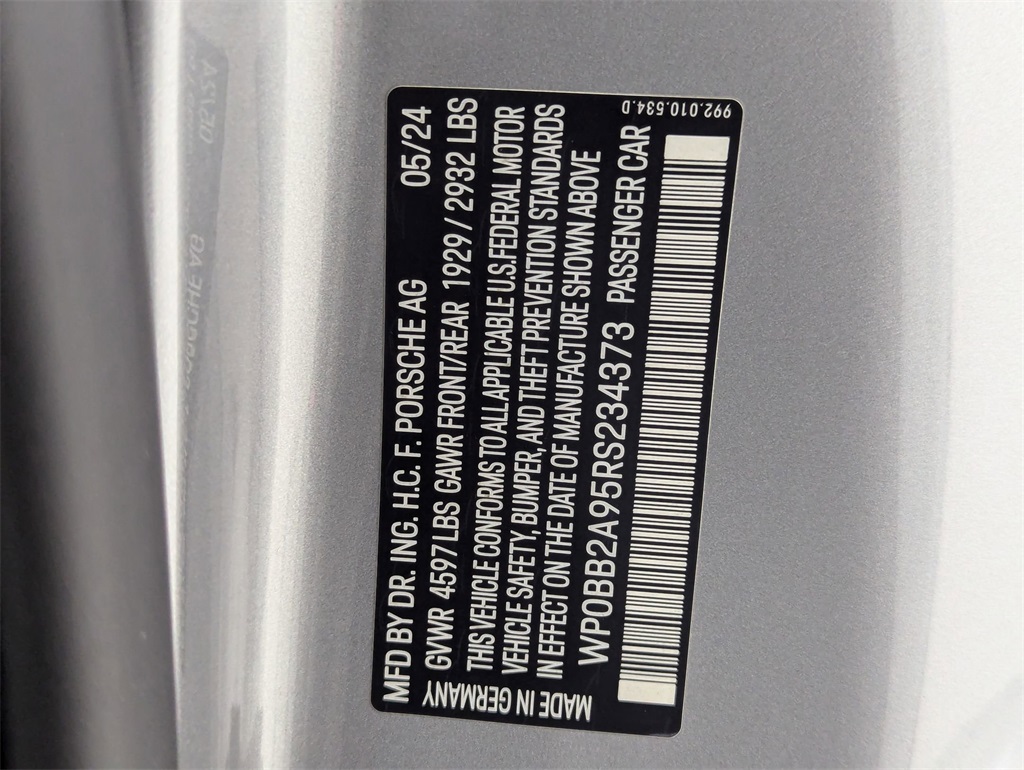 MFD BY DR. ING. H.C. F. PORSCHE AG 05/24
GVWR 4597 LBS GAWR FRONT/REAR 1929 / 2932 LBS
THIS VEHICLE CONFORMS TO ALL APPLICABLE U.S. FEDERAL MOTOR
VEHICLE SAFETY, BUMPER, AND THEFT PREVENTION STANDARDS
IN EFFECT ON THE DATE OF MANUFACTURE SHOWN ABOVE
WP0BB2A95RS234373 PASSENGER CAR
MADE IN GERMANY
992.010.534.D